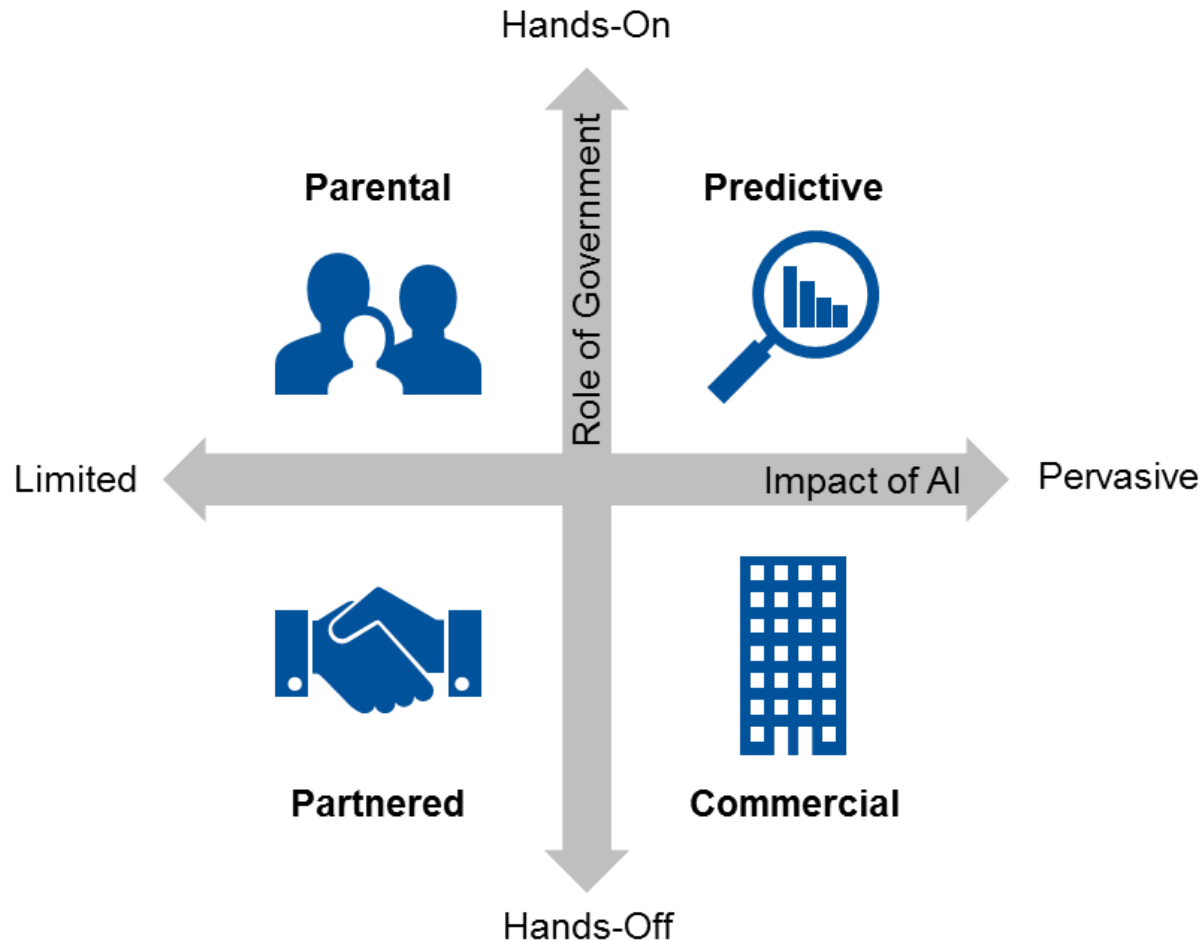 Hands-On
Role of Government
Parental
Predictive
Limited
Impact of AI
Pervasive
Partnered
Commercial
Hands-Off